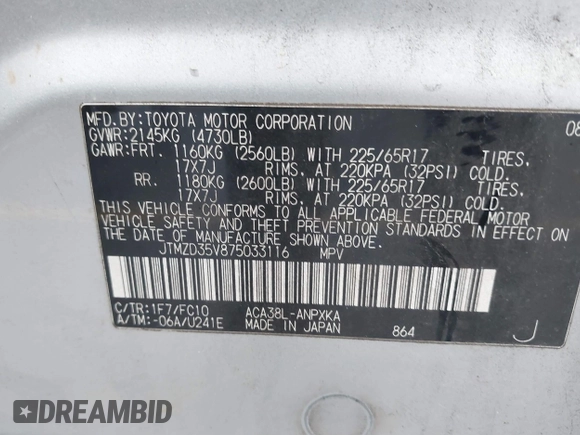 MFD. BY: TOYOTA MOTOR CORPORATION 08
GVWR: 2145KG (4730LB)
GAWR: FRT. 1160KG (2560LB) WITH 225/65R17 TIRES,
17X7J RIMS, AT 220KPA (32PSI) COLD.
RR. 1180KG (2600LB) WITH 225/65R17 TIRES,
17X7J RIMS, AT 220KPA (32PSI) COLD.
THIS VEHICLE CONFORMS TO ALL APPLICABLE FEDERAL MOTOR
VEHICLE SAFETY AND THEFT PREVENTION STANDARDS IN EFFECT ON
THE DATE OF MANUFACTURE SHOWN ABOVE.
JTMZD35V875033116 MPV
C/TR: 1F7/FC10 ACA38L-ANPXKA
A/TM: -06A/U241E MADE IN JAPAN 864 J
DREAMBID